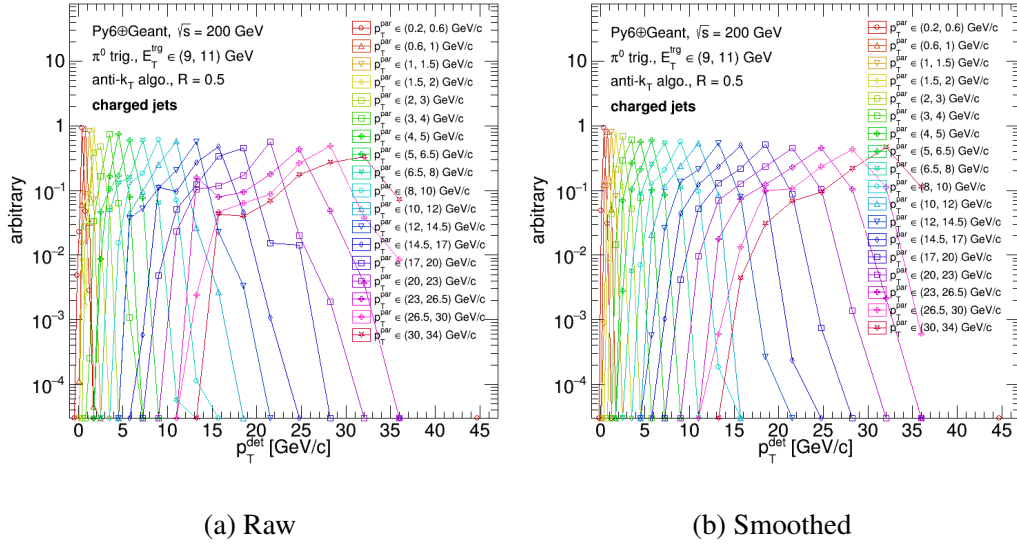 Py6⊕Geant, √s = 200 GeV
π⁰ trig., E_T^trg ∈ (9, 11) GeV
anti-k_T algo., R = 0.5
charged jets
p_T^par ∈ (0.2, 0.6) GeV/c
p_T^par ∈ (0.6, 1) GeV/c
p_T^par ∈ (1, 1.5) GeV/c
p_T^par ∈ (1.5, 2) GeV/c
p_T^par ∈ (2, 3) GeV/c
p_T^par ∈ (3, 4) GeV/c
p_T^par ∈ (4, 5) GeV/c
p_T^par ∈ (5, 6.5) GeV/c
p_T^par ∈ (6.5, 8) GeV/c
p_T^par ∈ (8, 10) GeV/c
p_T^par ∈ (10, 12) GeV/c
p_T^par ∈ (12, 14.5) GeV/c
p_T^par ∈ (14.5, 17) GeV/c
p_T^par ∈ (17, 20) GeV/c
p_T^par ∈ (20, 23) GeV/c
p_T^par ∈ (23, 26.5) GeV/c
p_T^par ∈ (26.5, 30) GeV/c
p_T^par ∈ (30, 34) GeV/c
arbitrary
10
1
10⁻¹
10⁻²
10⁻³
10⁻⁴
0 5 10 15 20 25 30 35 40 45
p_T^det [GeV/c]
(a) Raw
Py6⊕Geant, √s = 200 GeV
π⁰ trig., E_T^trg ∈ (9, 11) GeV
anti-k_T algo., R = 0.5
charged jets
p_T^par ∈ (0.2, 0.6) GeV/c
p_T^par ∈ (0.6, 1) GeV/c
p_T^par ∈ (1, 1.5) GeV/c
p_T^par ∈ (1.5, 2) GeV/c
p_T^par ∈ (2, 3) GeV/c
p_T^par ∈ (3, 4) GeV/c
p_T^par ∈ (4, 5) GeV/c
p_T^par ∈ (5, 6.5) GeV/c
p_T^par ∈ (6.5, 8) GeV/c
p_T^par ∈ (8, 10) GeV/c
p_T^par ∈ (10, 12) GeV/c
p_T^par ∈ (12, 14.5) GeV/c
p_T^par ∈ (14.5, 17) GeV/c
p_T^par ∈ (17, 20) GeV/c
p_T^par ∈ (20, 23) GeV/c
p_T^par ∈ (23, 26.5) GeV/c
p_T^par ∈ (26.5, 30) GeV/c
p_T^par ∈ (30, 34) GeV/c
arbitrary
10
1
10⁻¹
10⁻²
10⁻³
10⁻⁴
0 5 10 15 20 25 30 35 40 45
p_T^det [GeV/c]
(b) Smoothed